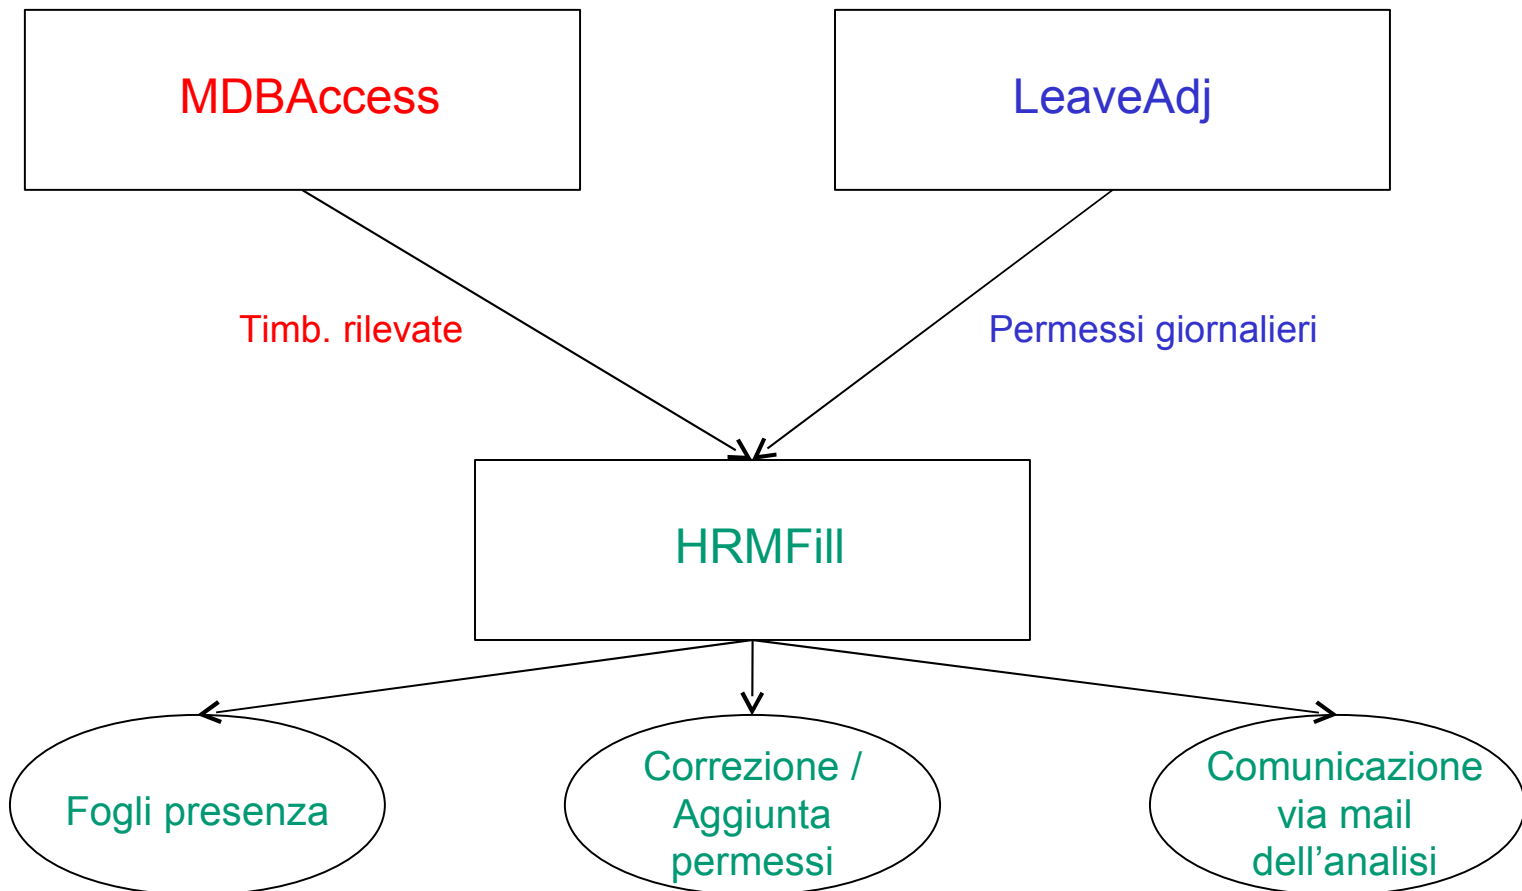 MDBAccess
LeaveAdj
Timb. rilevate
Permessi giornalieri
HRMFill
Fogli presenza
Correzione /
Aggiunta
permessi
Comunicazione
via mail
dell’analisi